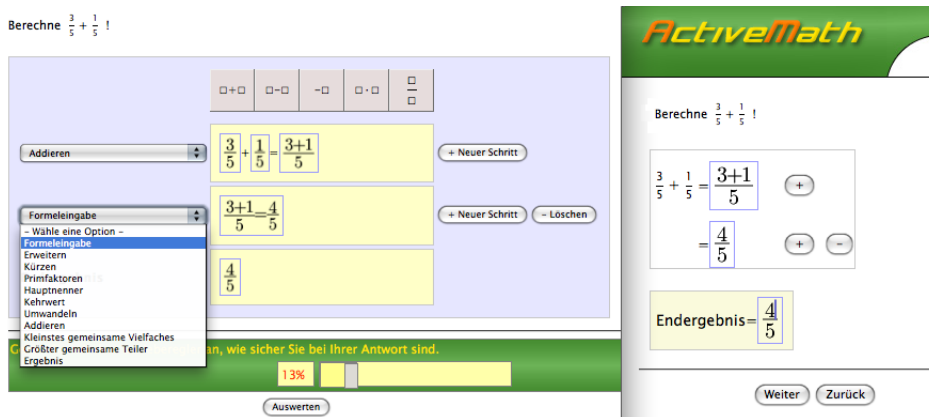 Berechne 3/5 + 1/5 !
□+□ □−□ −□ □·□ □/□
Addieren
3/5 + 1/5 = 3+1/5
+ Neuer Schritt
Formeleingabe
3+1/5 = 4/5
+ Neuer Schritt
− Löschen
– Wähle eine Option –
Formeleingabe
Erweitern
Kürzen
Primfaktoren
Hauptnenner
Kehrwert
Umwandeln
Addieren
Kleinstes gemeinsame Vielfaches
Größter gemeinsame Teiler
Ergebnis
4/5
wie sicher Sie bei Ihrer Antwort sind.
13%
Auswerten
ActiveMath
Berechne 3/5 + 1/5 !
3/5 + 1/5 = 3+1/5
+
= 4/5
+ −
Endergebnis= 4/5
Weiter Zurück